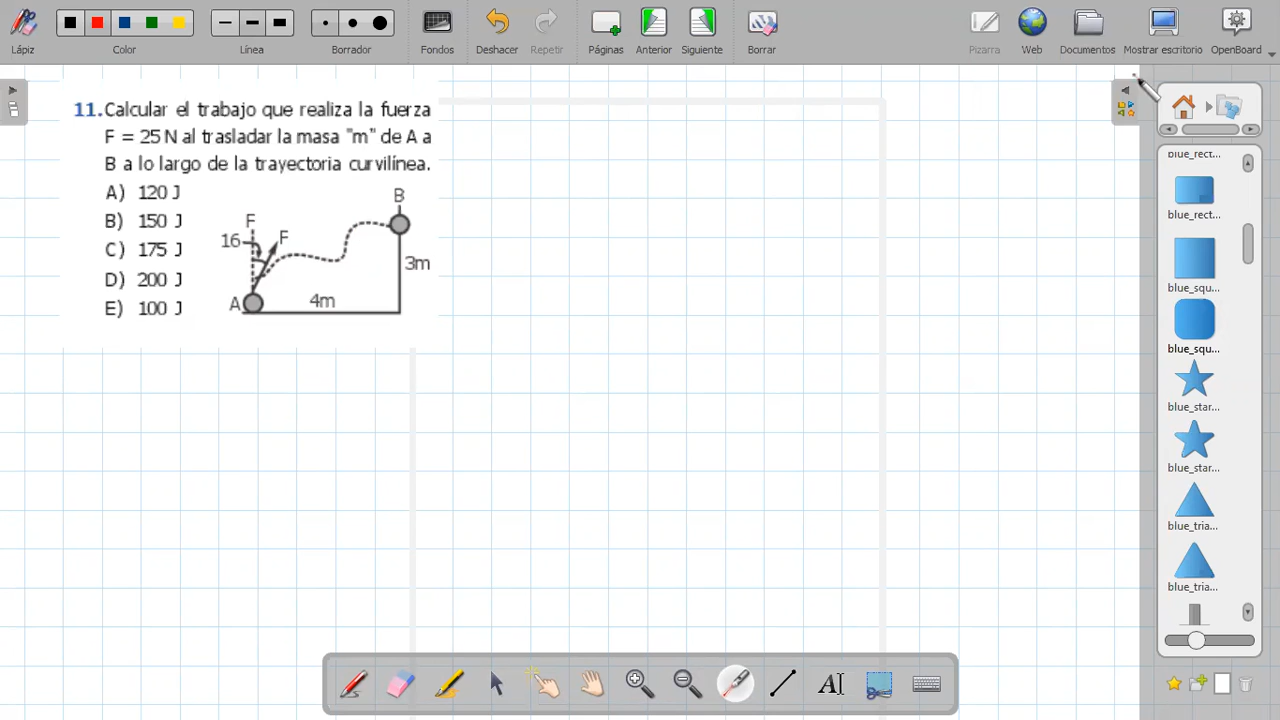 Lápiz
Color
Línea
Borrador
Fondos
Deshacer
Repetir
Páginas
Anterior
Siguiente
Borrar
Pizarra
Web
Documentos
Mostrar escritorio
OpenBoard
11. Calcular el trabajo que realiza la fuerza
F = 25 N al trasladar la masa "m" de A a
B a lo largo de la trayectoria curvilínea.
A) 120 J
B) 150 J
C) 175 J
D) 200 J
E) 100 J
F
16
F
B
3m
A
4m
blue_rect...
blue_rect...
blue_squ...
blue_squ...
blue_star...
blue_star...
blue_tria...
blue_tria...